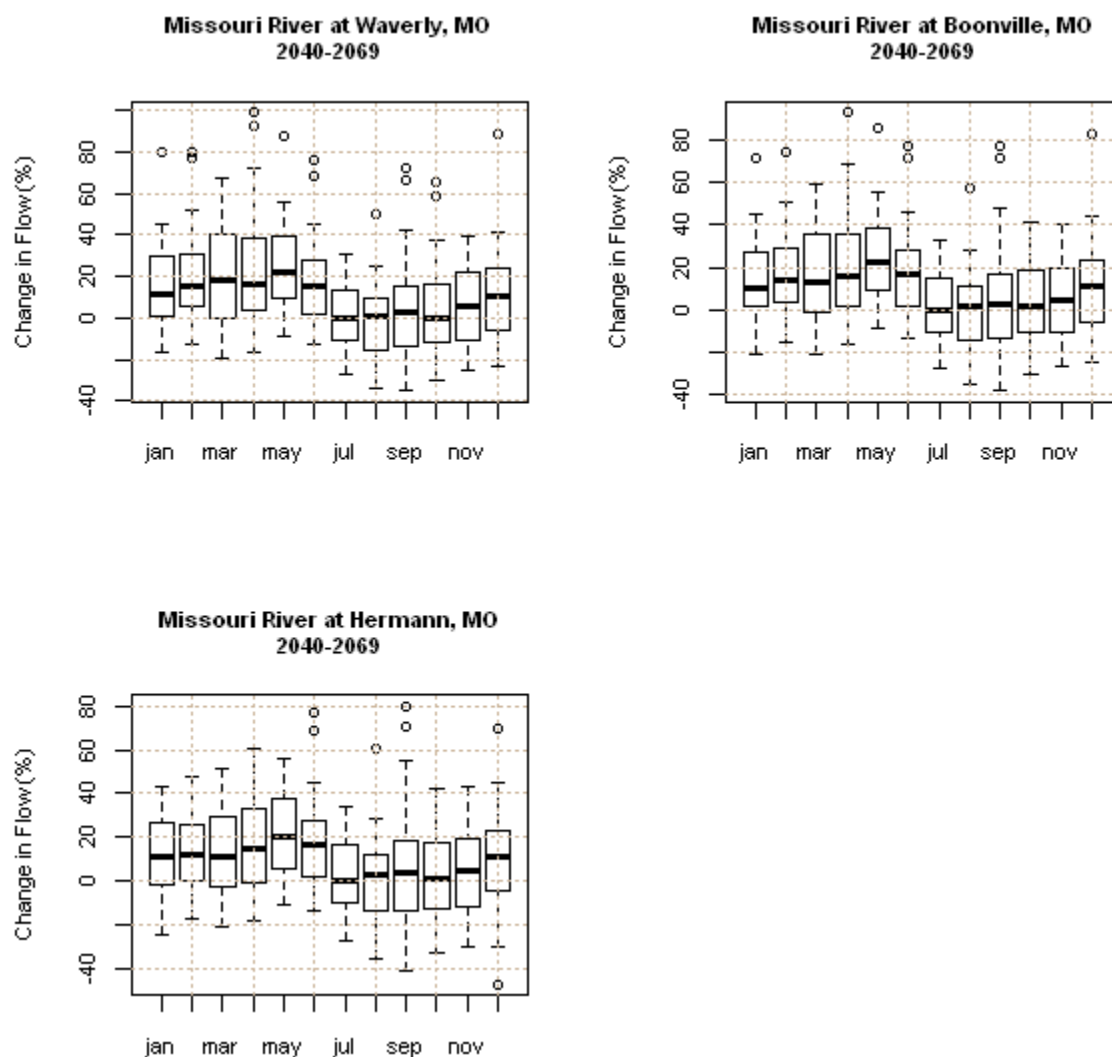 Missouri River at Waverly, MO
2040-2069
Change in Flow (%)
80
60
40
20
0
-40
jan mar may jul sep nov
Missouri River at Boonville, MO
2040-2069
Change in Flow (%)
80
60
40
20
0
-40
jan mar may jul sep nov
Missouri River at Hermann, MO
2040-2069
Change in Flow (%)
80
60
40
20
0
-40
jan mar may jul sep nov